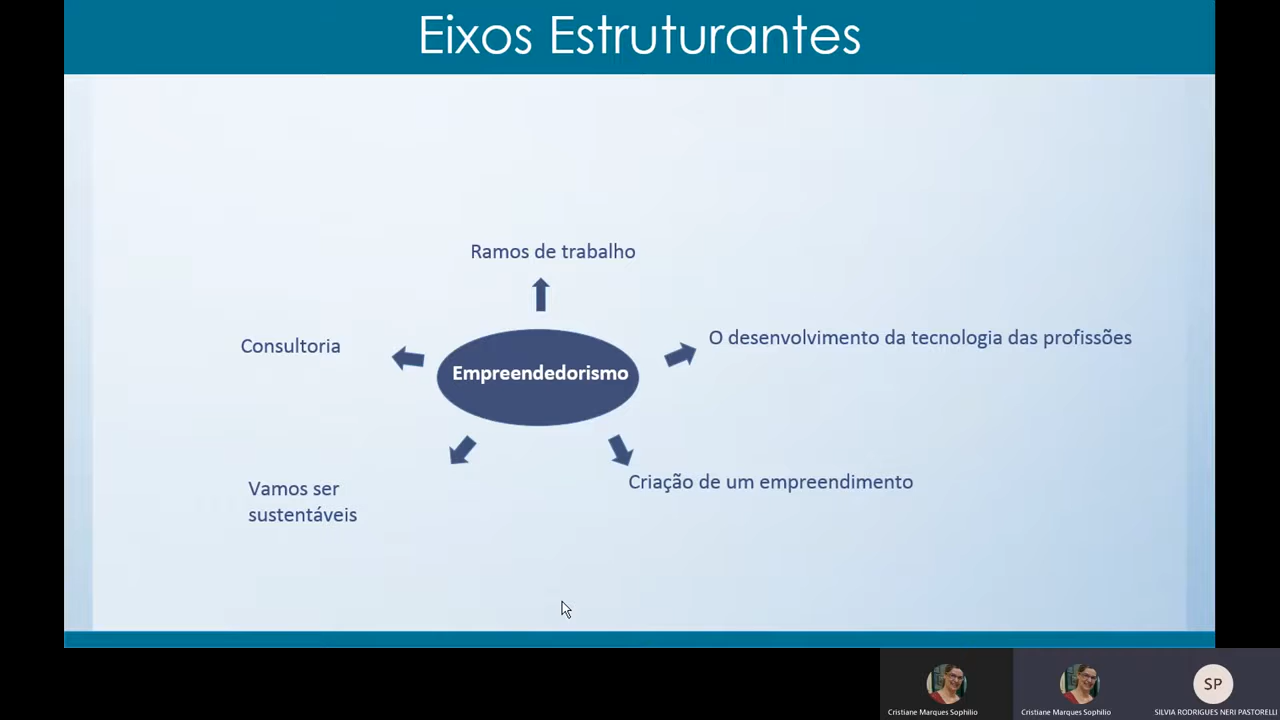 Eixos Estruturantes
Ramos de trabalho
O desenvolvimento da tecnologia das profissões
Consultoria
Empreendedorismo
Criação de um empreendimento
Vamos ser
sustentáveis
SP
Cristiane Marques Sophilio
Cristiane Marques Sophilio
SILVIA RODRIGUES NERI PASTORELLI